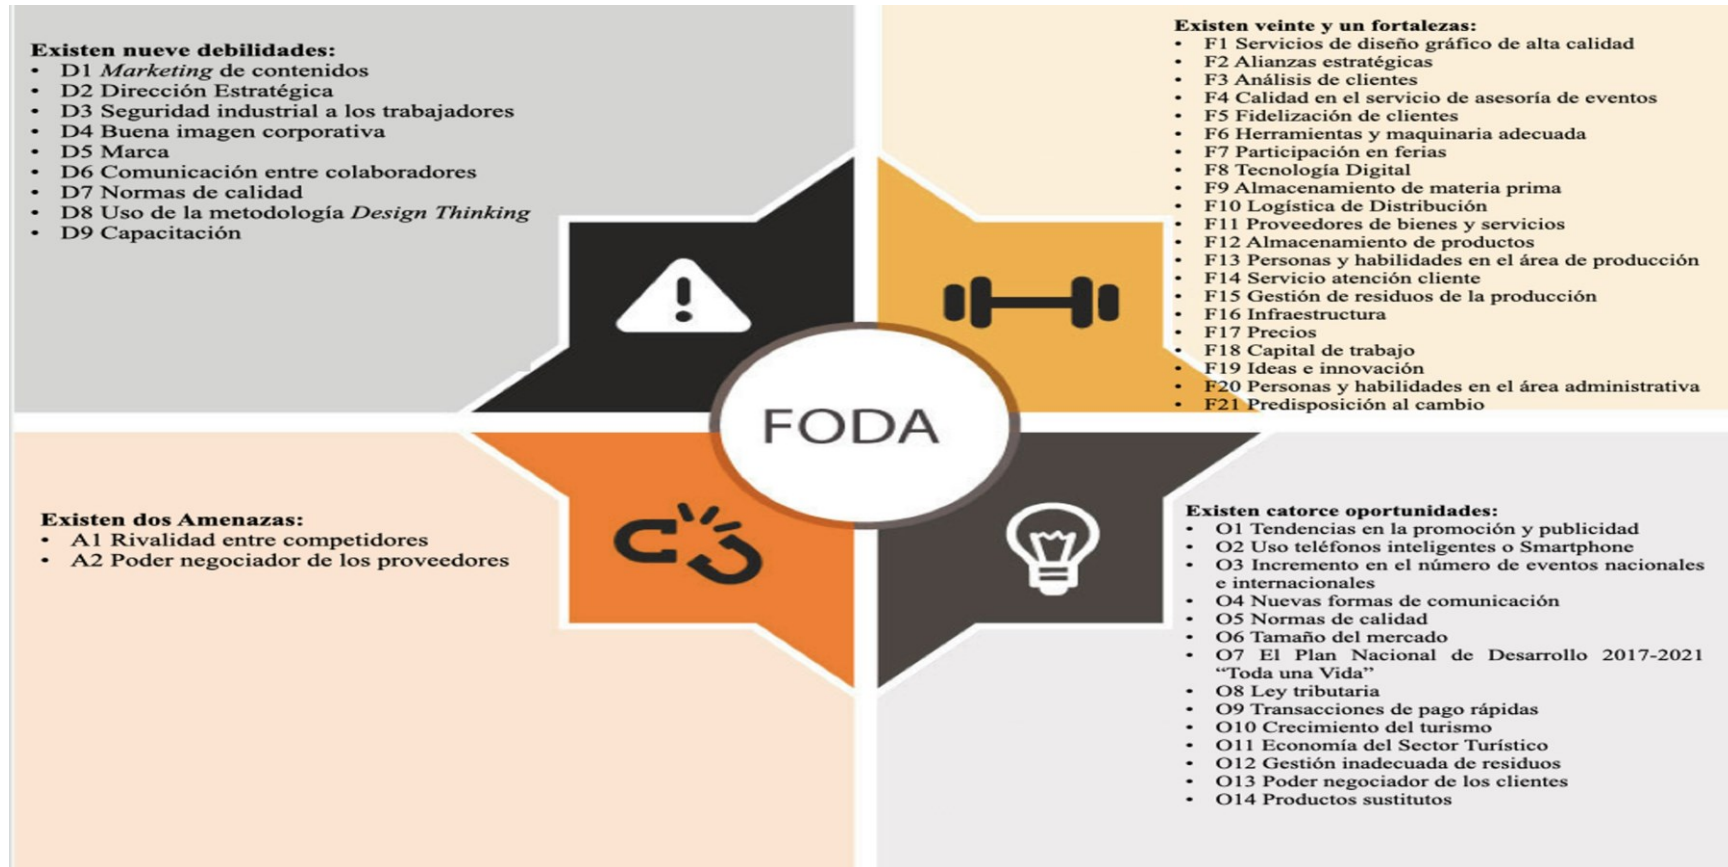 Existen nueve debilidades:
• D1 Marketing de contenidos
• D2 Dirección Estratégica
• D3 Seguridad industrial a los trabajadores
• D4 Buena imagen corporativa
• D5 Marca
• D6 Comunicación entre colaboradores
• D7 Normas de calidad
• D8 Uso de la metodología Design Thinking
• D9 Capacitación
Existen veinte y un fortalezas:
• F1 Servicios de diseño gráfico de alta calidad
• F2 Alianzas estratégicas
• F3 Análisis de clientes
• F4 Calidad en el servicio de asesoría de eventos
• F5 Fidelización de clientes
• F6 Herramientas y maquinaria adecuada
• F7 Participación en ferias
• F8 Tecnología Digital
• F9 Almacenamiento de materia prima
• F10 Logística de Distribución
• F11 Proveedores de bienes y servicios
• F12 Almacenamiento de productos
• F13 Personas y habilidades en el área de producción
• F14 Servicio atención cliente
• F15 Gestión de residuos de la producción
• F16 Infraestructura
• F17 Precios
• F18 Capital de trabajo
• F19 Ideas e innovación
• F20 Personas y habilidades en el área administrativa
• F21 Predisposición al cambio
FODA
Existen dos Amenazas:
• A1 Rivalidad entre competidores
• A2 Poder negociador de los proveedores
Existen catorce oportunidades:
• O1 Tendencias en la promoción y publicidad
• O2 Uso teléfonos inteligentes o Smartphone
• O3 Incremento en el número de eventos nacionales
e internacionales
• O4 Nuevas formas de comunicación
• O5 Normas de calidad
• O6 Tamaño del mercado
• O7 El Plan Nacional de Desarrollo 2017-2021
“Toda una Vida”
• O8 Ley tributaria
• O9 Transacciones de pago rápidas
• O10 Crecimiento del turismo
• O11 Economía del Sector Turístico
• O12 Gestión inadecuada de residuos
• O13 Poder negociador de los clientes
• O14 Productos sustitutos